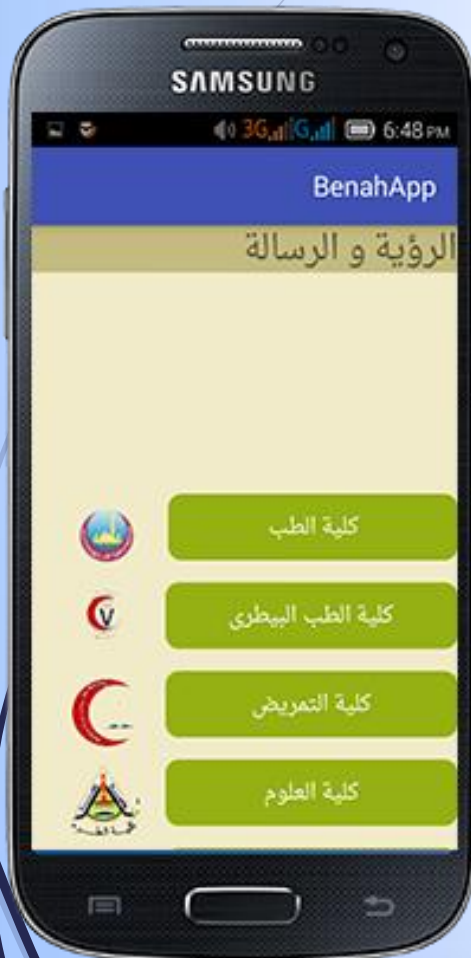 SAMSUNG
3G G 6:48 PM
BenahApp
الرؤية و الرسالة
كلية الطب
كلية الطب البيطرى
كلية التمريض
كلية العلوم